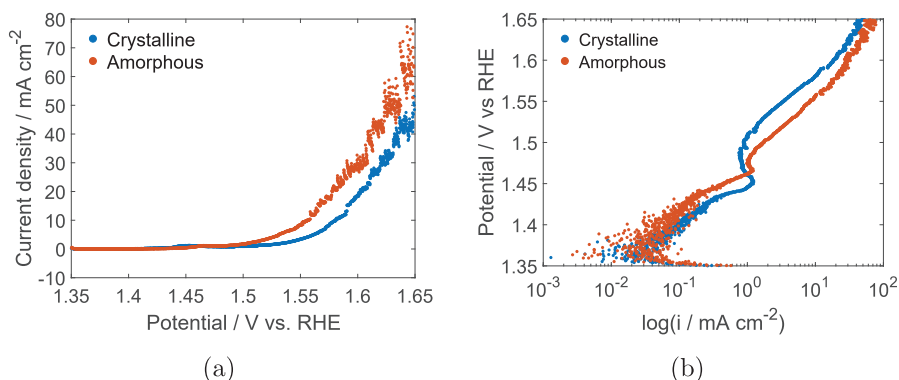 80
70
60
50
40
30
20
10
0
-10
Current density / mA cm⁻²
Crystalline
Amorphous
1.35 1.4 1.45 1.5 1.55 1.6 1.65
Potential / V vs. RHE
(a)
1.65
1.55
1.5
1.45
1.4
1.35
Potential / V vs RHE
Crystalline
Amorphous
10⁻³ 10⁻² 10⁻¹ 10⁰ 10¹ 10²
log(i / mA cm⁻²)
(b)